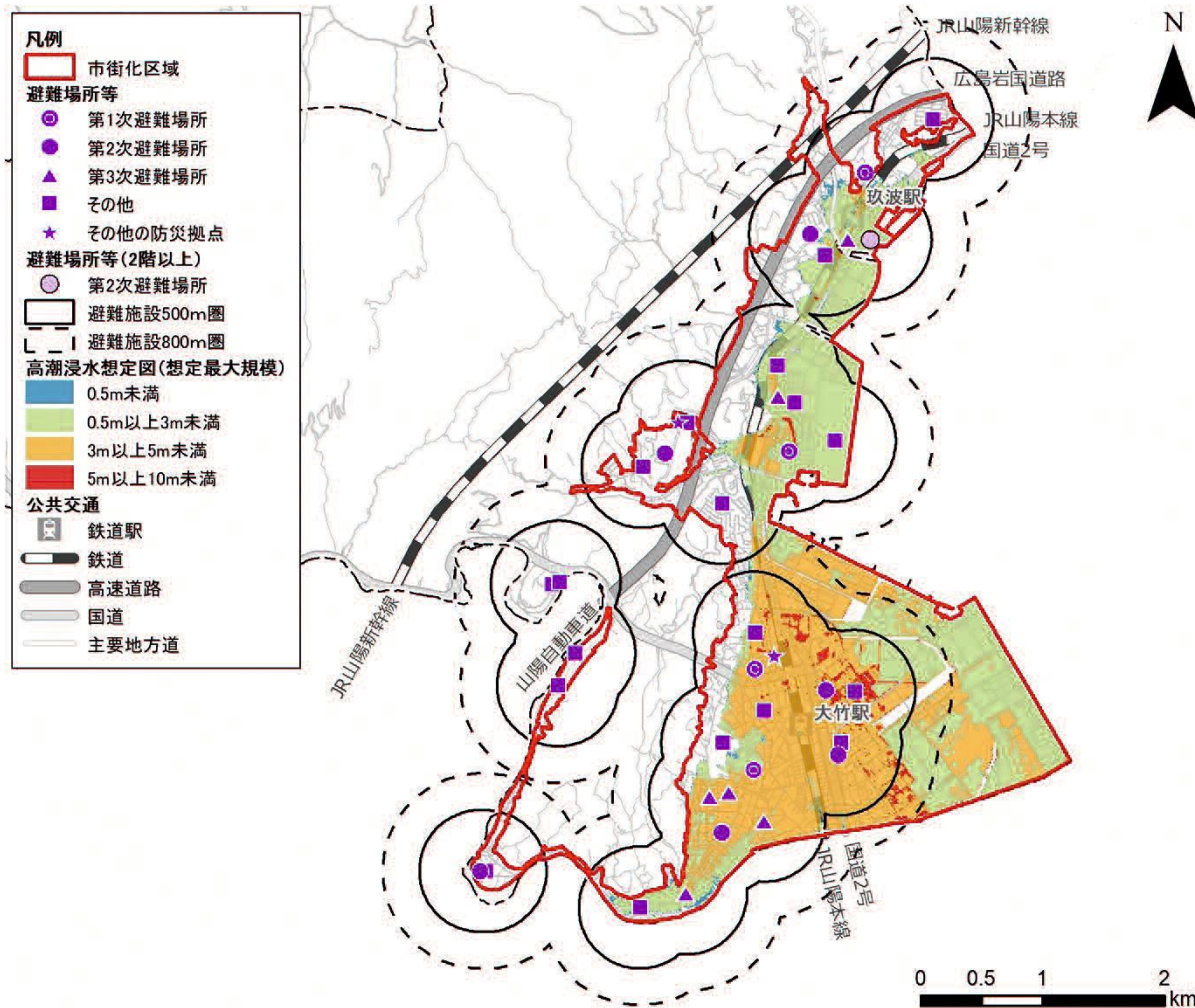 凡例
市街化区域
避難場所等
第1次避難場所
第2次避難場所
第3次避難場所
その他
その他の防災拠点
避難場所等(2階以上)
第2次避難場所
避難施設500m圏
避難施設800m圏
高潮浸水想定図(想定最大規模)
0.5m未満
0.5m以上3m未満
3m以上5m未満
5m以上10m未満
公共交通
鉄道駅
鉄道
高速道路
国道
主要地方道
JR山陽新幹線
広島岩国道路
JR山陽本線
国道2号
玖波駅
N
JR山陽新幹線
山陽自動車道
大竹駅
国道2号
JR山陽本線
0 0.5 1 2
km